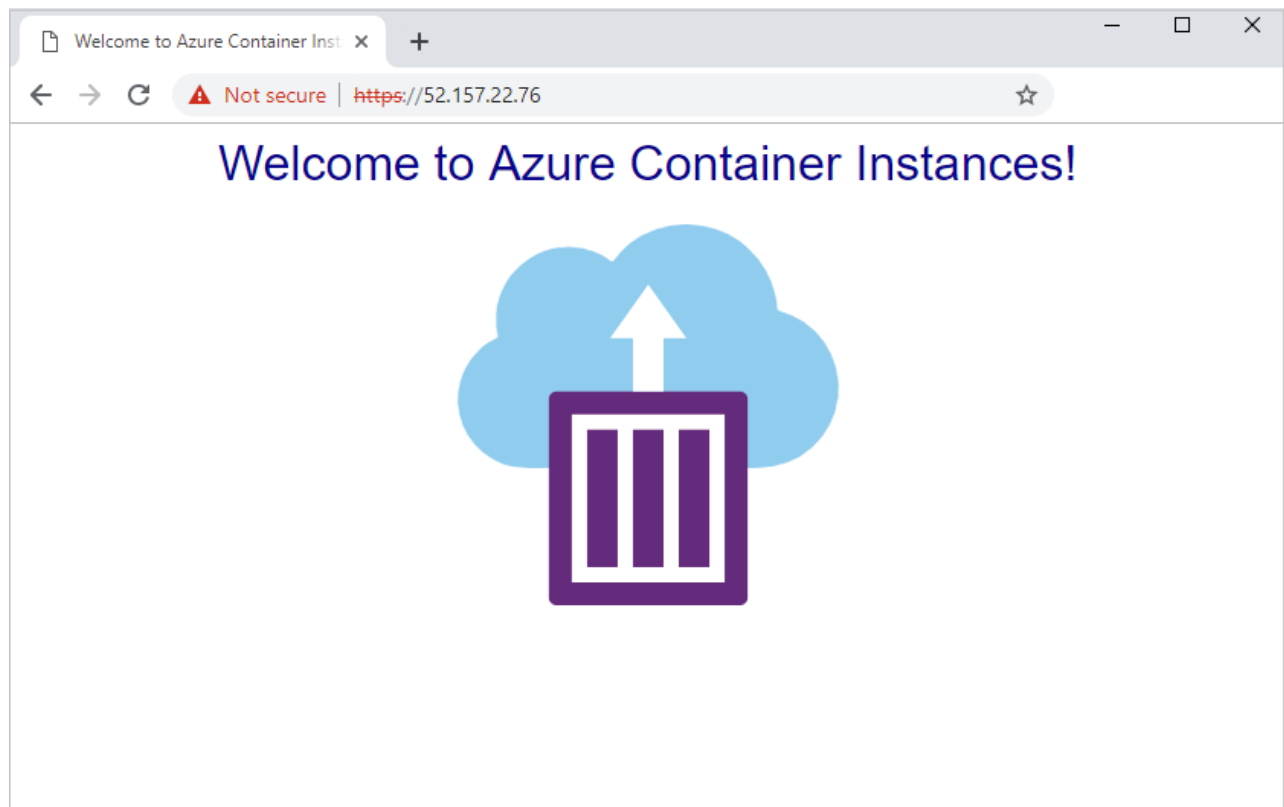 Welcome to Azure Container Inst
Not secure | https://52.157.22.76
Welcome to Azure Container Instances!